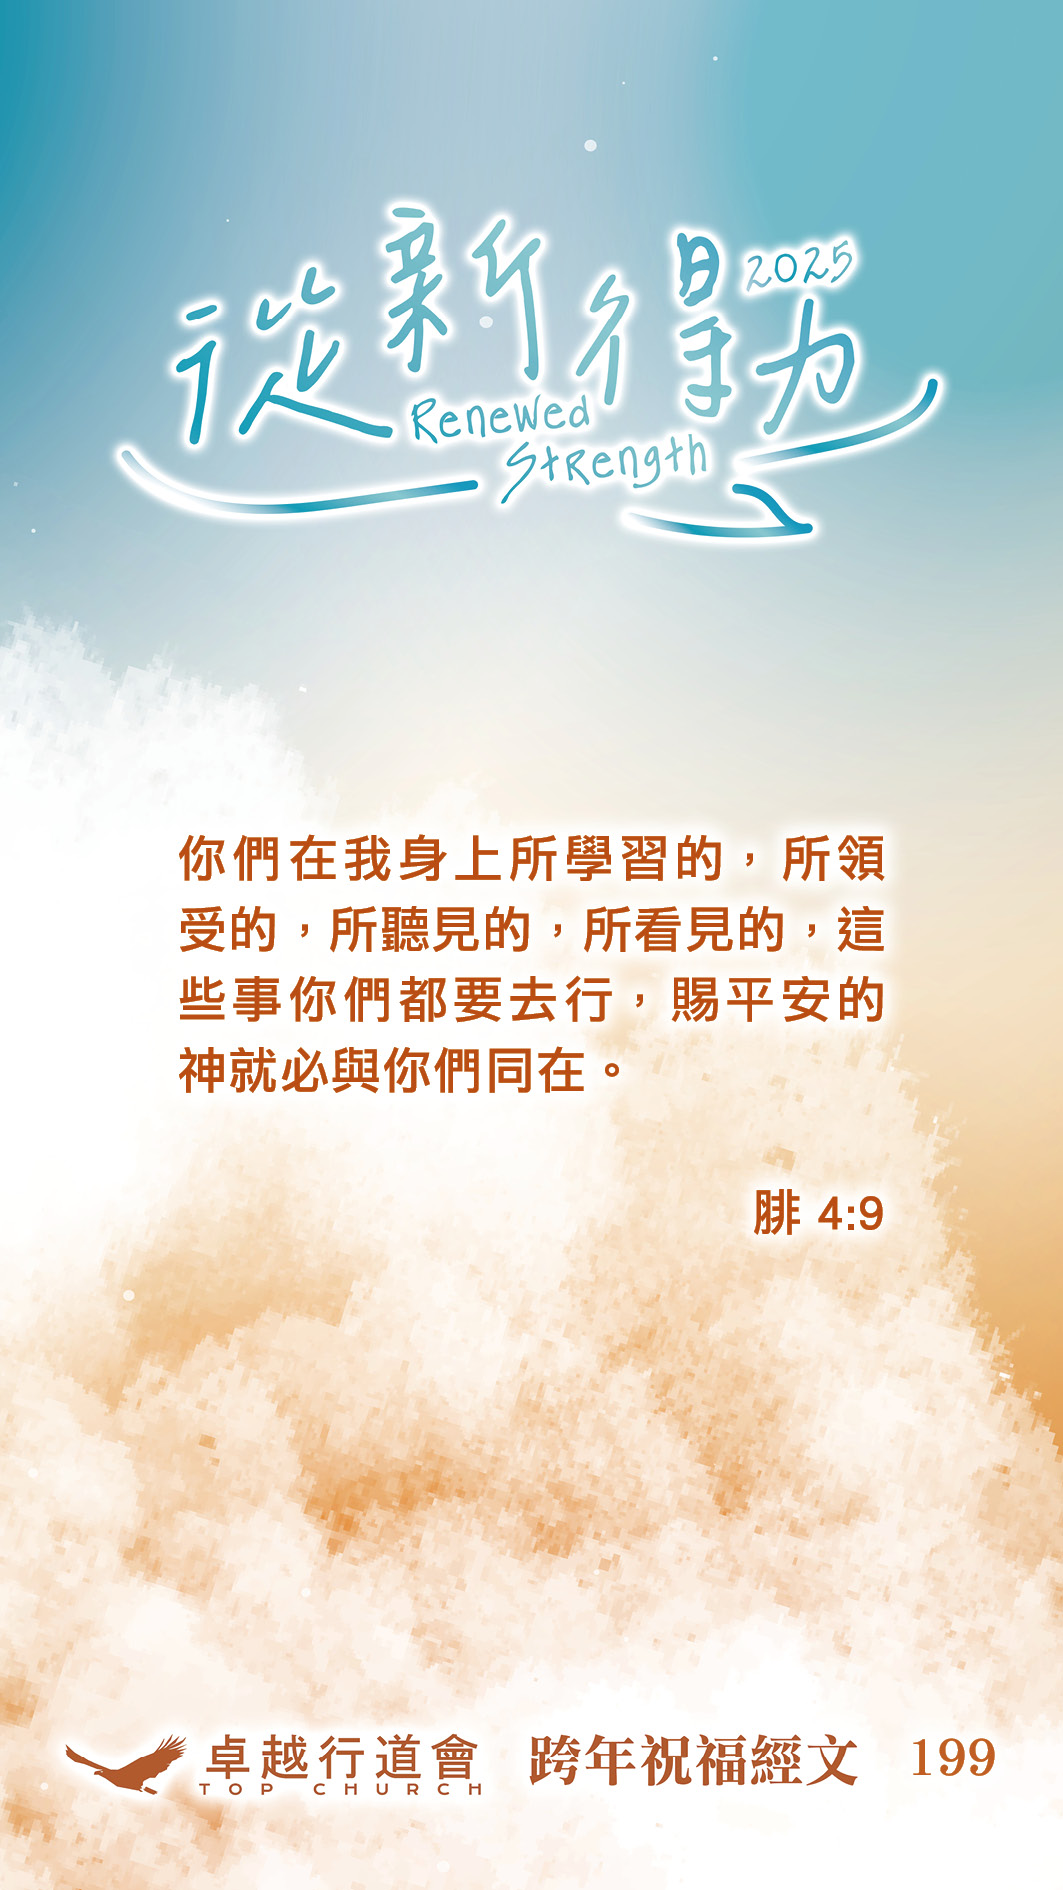 從新得力 2025
Renewed
Strength
你們在我身上所學習的，所領
受的，所聽見的，所看見的，這
些事你們都要去行，賜平安的
神就必與你們同在。
腓 4:9
卓越行道會 跨年祝福經文 199
TOP CHURCH